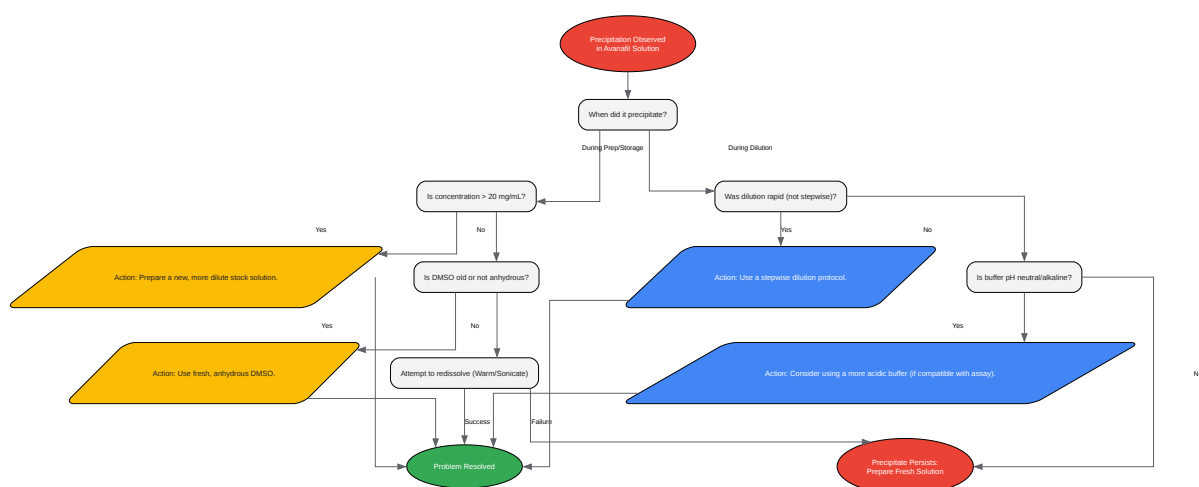 Precipitation Observed
in Avanafil Solution
When did it precipitate?
During Prep/Storage
During Dilution
Is concentration > 20 mg/mL?
Was dilution rapid (not stepwise)?
Yes
No
Yes
No
Action: Prepare a new, more dilute stock solution.
Is DMSO old or not anhydrous?
Action: Use a stepwise dilution protocol.
Is buffer pH neutral/alkaline?
Yes
No
Yes
Action: Use fresh, anhydrous DMSO.
Attempt to redissolve (Warm/Sonicate)
Action: Consider using a more acidic buffer (if compatible with assay).
Success
Failure
Problem Resolved
Precipitate Persists:
Prepare Fresh Solution